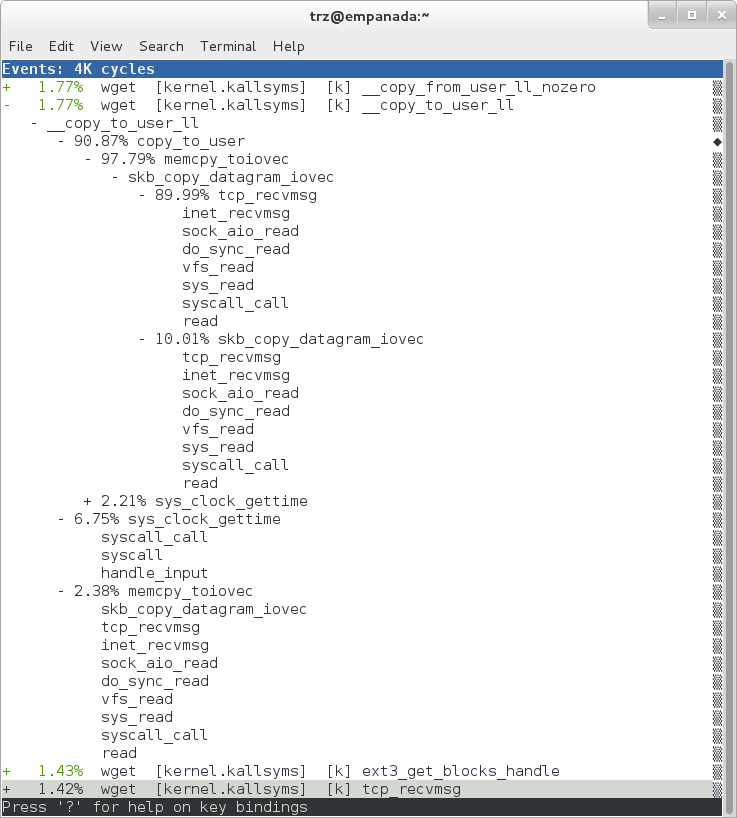 trz@empanada:~
File Edit View Search Terminal Help
Events: 4K cycles
+ 1.77% wget [kernel.kallsyms] [k] __copy_from_user_ll_nozero
- 1.77% wget [kernel.kallsyms] [k] __copy_to_user_ll
- __copy_to_user_ll
- 90.87% copy_to_user
- 97.79% memcpy_toiovec
- skb_copy_datagram_iovec
- 89.99% tcp_recvmsg
inet_recvmsg
sock_aio_read
do_sync_read
vfs_read
sys_read
syscall_call
read
- 10.01% skb_copy_datagram_iovec
tcp_recvmsg
inet_recvmsg
sock_aio_read
do_sync_read
vfs_read
sys_read
syscall_call
read
+ 2.21% sys_clock_gettime
- 6.75% sys_clock_gettime
syscall_call
syscall
handle_input
- 2.38% memcpy_toiovec
skb_copy_datagram_iovec
tcp_recvmsg
inet_recvmsg
sock_aio_read
do_sync_read
vfs_read
sys_read
syscall_call
read
+ 1.43% wget [kernel.kallsyms] [k] ext3_get_blocks_handle
+ 1.42% wget [kernel.kallsyms] [k] tcp_recvmsg
Press '?' for help on key bindings